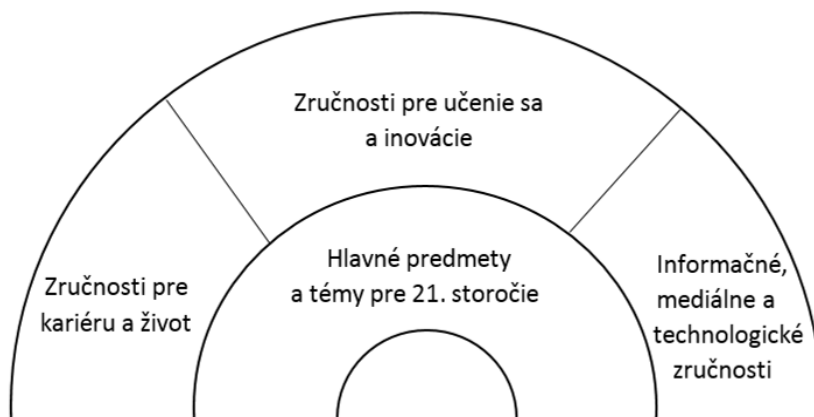 Zručnosti pre učenie sa
a inovácie
Zručnosti pre
kariéru a život
Hlavné predmety
a témy pre 21. storočie
Informačné,
mediálne a
technologické
zručnosti